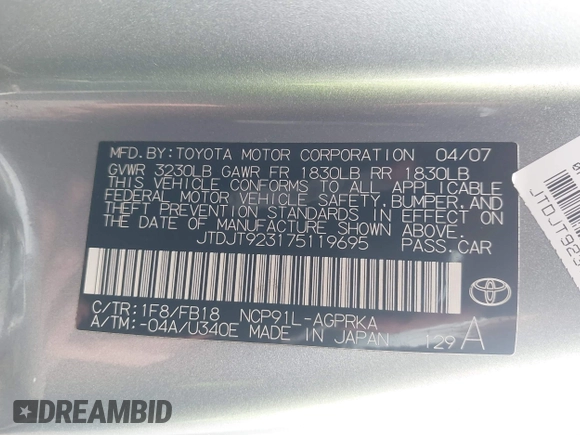 MFD.BY:TOYOTA MOTOR CORPORATION 04/07
GVWR 3230LB GAWR FR 1830LB RR 1830LB
THIS VEHICLE CONFORMS TO ALL APPLICABLE
FEDERAL MOTOR VEHICLE SAFETY,BUMPER,AND
THEFT PREVENTION STANDARDS IN EFFECT ON
THE DATE OF MANUFACTURE SHOWN ABOVE.
JTDJT923175119695 PASS.CAR
C/TR:1F8/FB18 NCP91L-AGPRKA
A/TM:-04A/U340E MADE IN JAPAN 129 A
JTDJT923
DREAMBID